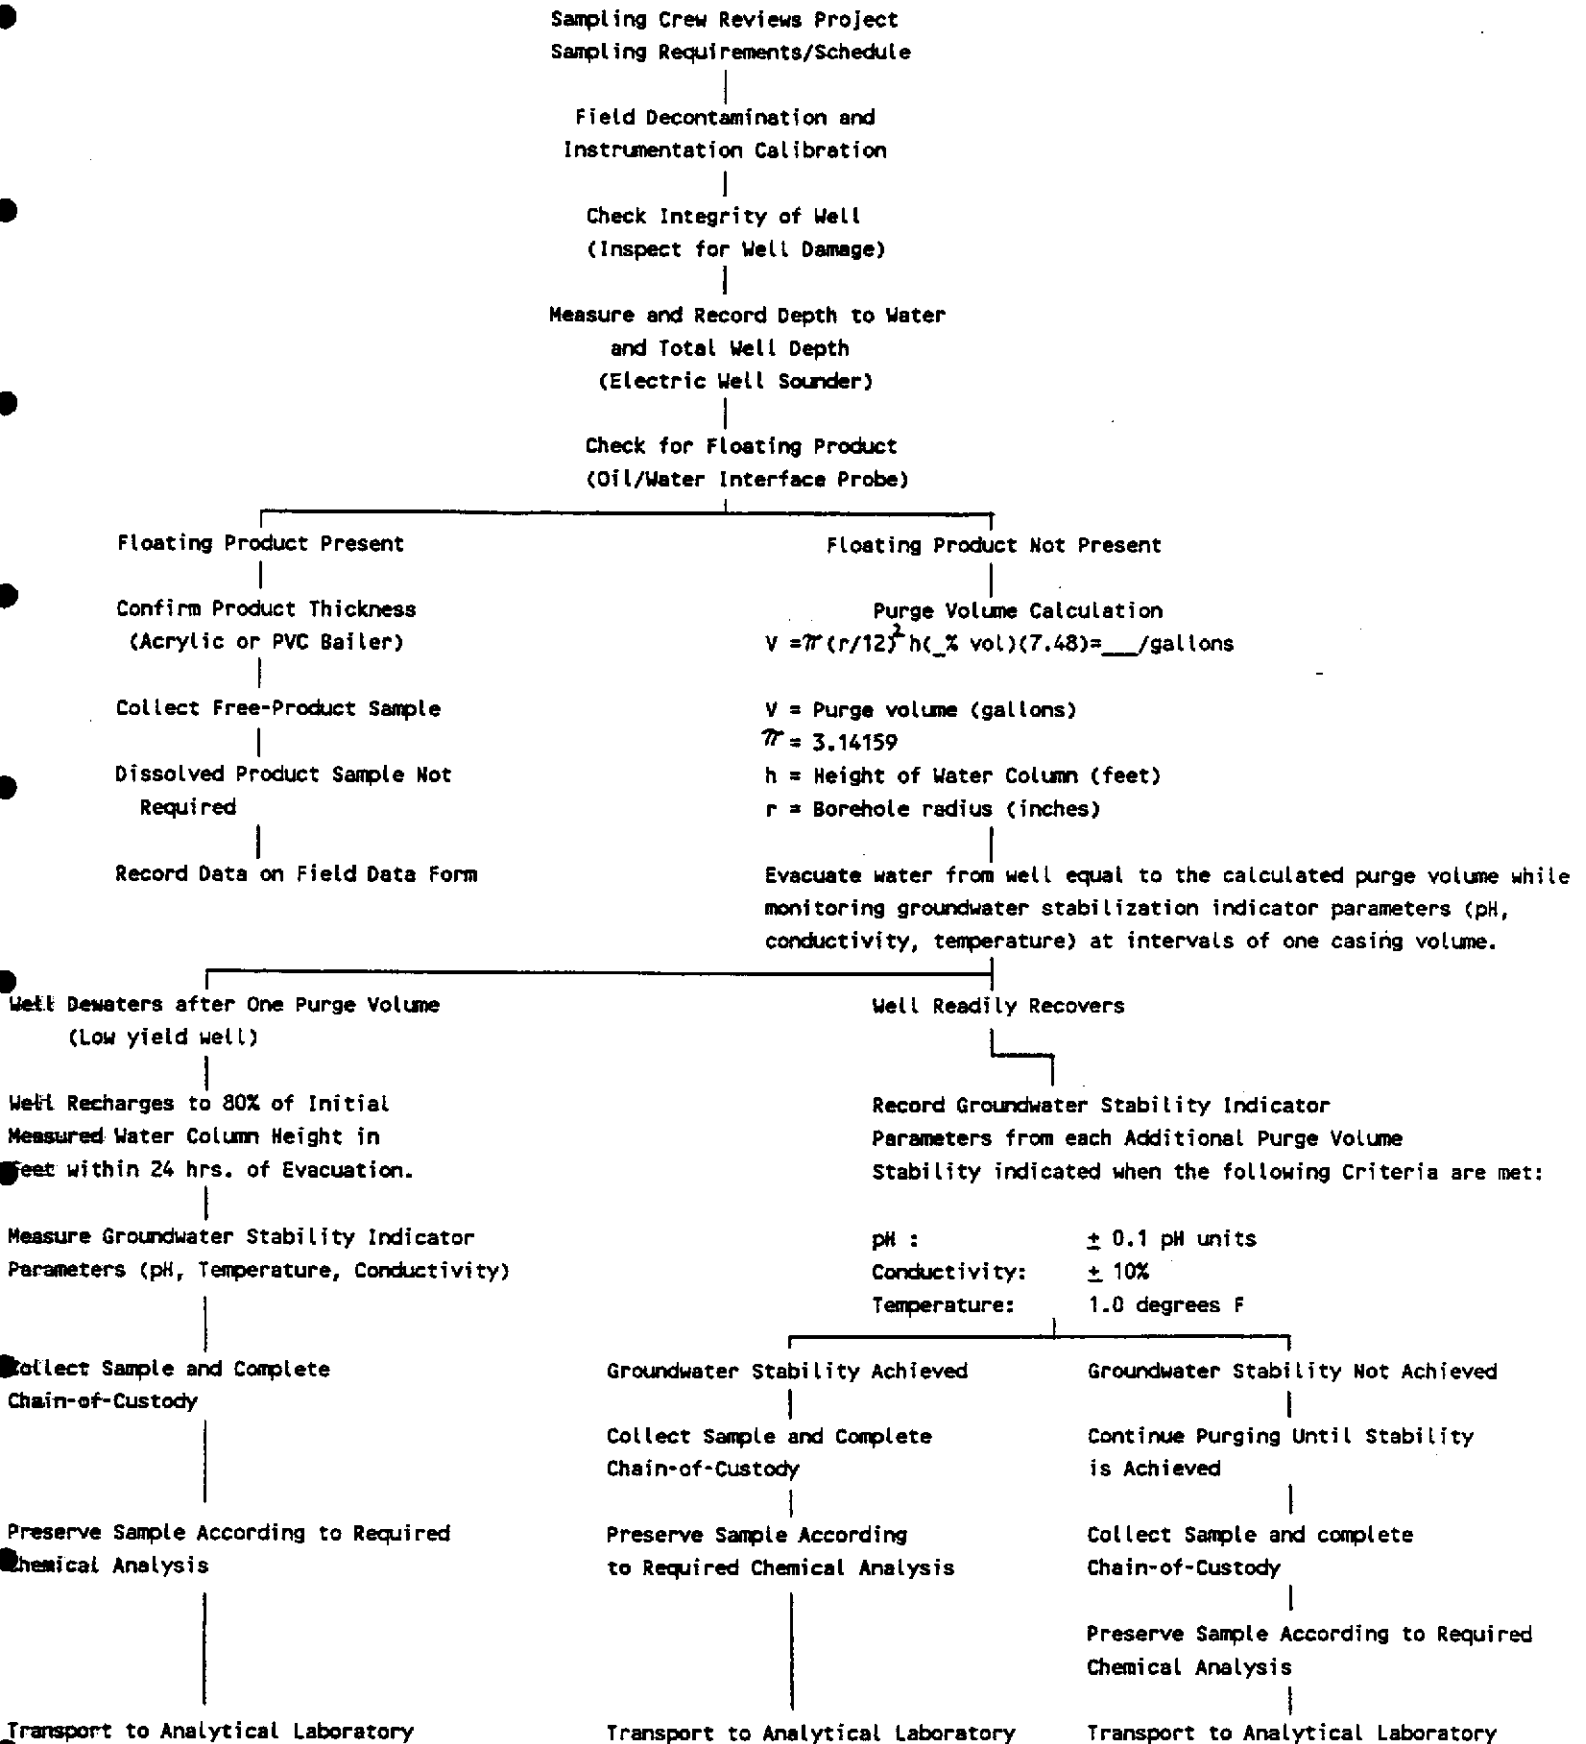 Sampling Crew Reviews Project
Sampling Requirements/Schedule
Field Decontamination and
Instrumentation Calibration
Check Integrity of Well
(Inspect for Well Damage)
Measure and Record Depth to Water
and Total Well Depth
(Electric Well Sounder)
Check for Floating Product
(Oil/Water Interface Probe)
Floating Product Present
Confirm Product Thickness
(Acrylic or PVC Bailer)
Collect Free-Product Sample
Dissolved Product Sample Not
Required
Record Data on Field Data Form
Floating Product Not Present
Purge Volume Calculation
V =π(r/12)² h(_% vol)(7.48)=___/gallons
V = Purge volume (gallons)
π = 3.14159
h = Height of Water Column (feet)
r = Borehole radius (inches)
Evacuate water from well equal to the calculated purge volume while
monitoring groundwater stabilization indicator parameters (pH,
conductivity, temperature) at intervals of one casing volume.
Well Dewaters after One Purge Volume
(Low yield well)
Well Recharges to 80% of Initial
Measured Water Column Height in
Feet within 24 hrs. of Evacuation.
Measure Groundwater Stability Indicator
Parameters (pH, Temperature, Conductivity)
Collect Sample and Complete
Chain-of-Custody
Preserve Sample According to Required
Chemical Analysis
Transport to Analytical Laboratory
Well Readily Recovers
Record Groundwater Stability Indicator
Parameters from each Additional Purge Volume
Stability indicated when the following Criteria are met:
pH : ± 0.1 pH units
Conductivity: ± 10%
Temperature: 1.0 degrees F
Groundwater Stability Achieved
Collect Sample and Complete
Chain-of-Custody
Preserve Sample According
to Required Chemical Analysis
Transport to Analytical Laboratory
Groundwater Stability Not Achieved
Continue Purging Until Stability
is Achieved
Collect Sample and complete
Chain-of-Custody
Preserve Sample According to Required
Chemical Analysis
Transport to Analytical Laboratory